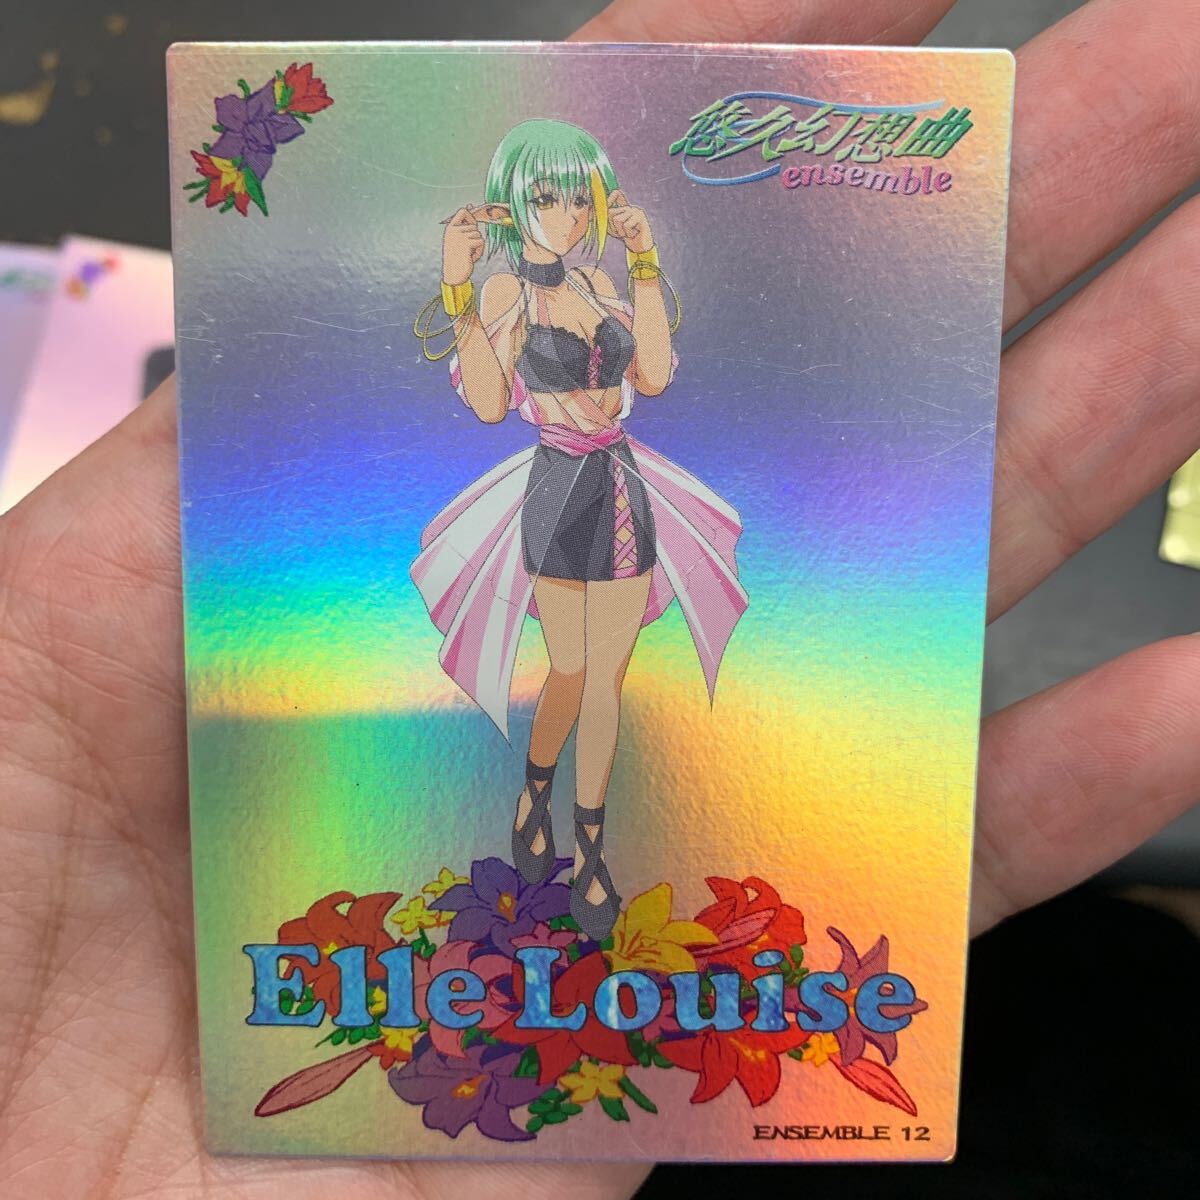 悠久幻想曲
ensemble
Elle Louise
ENSEMBLE 12